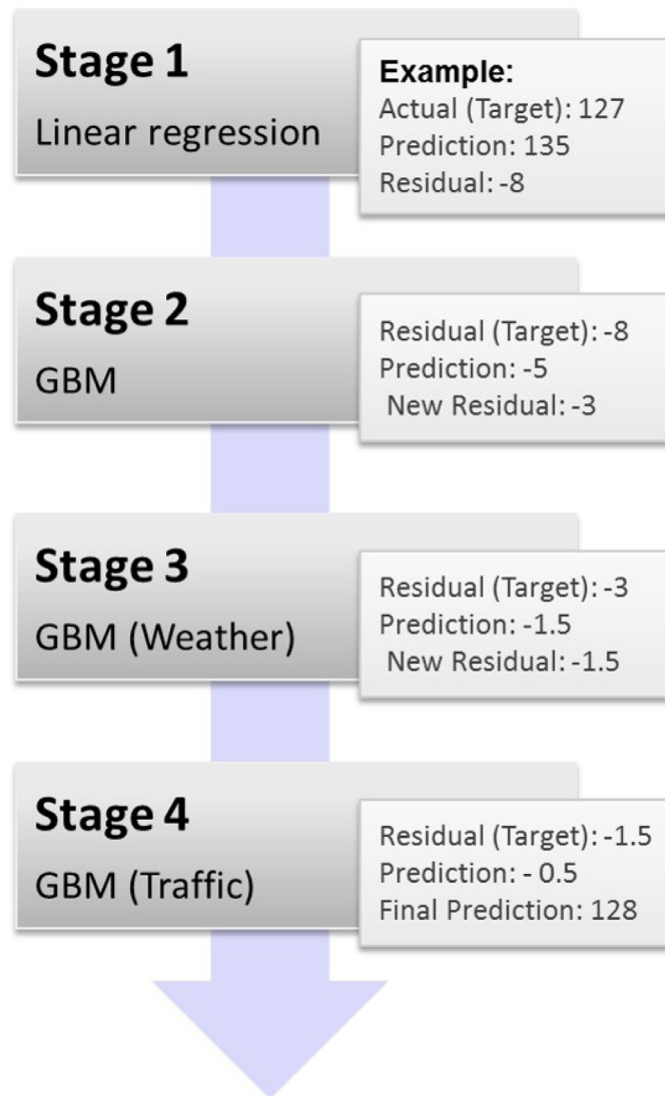 Stage 1
Linear regression
Example:
Actual (Target): 127
Prediction: 135
Residual: -8
Stage 2
GBM
Residual (Target): -8
Prediction: -5
New Residual: -3
Stage 3
GBM (Weather)
Residual (Target): -3
Prediction: -1.5
New Residual: -1.5
Stage 4
GBM (Traffic)
Residual (Target): -1.5
Prediction: - 0.5
Final Prediction: 128